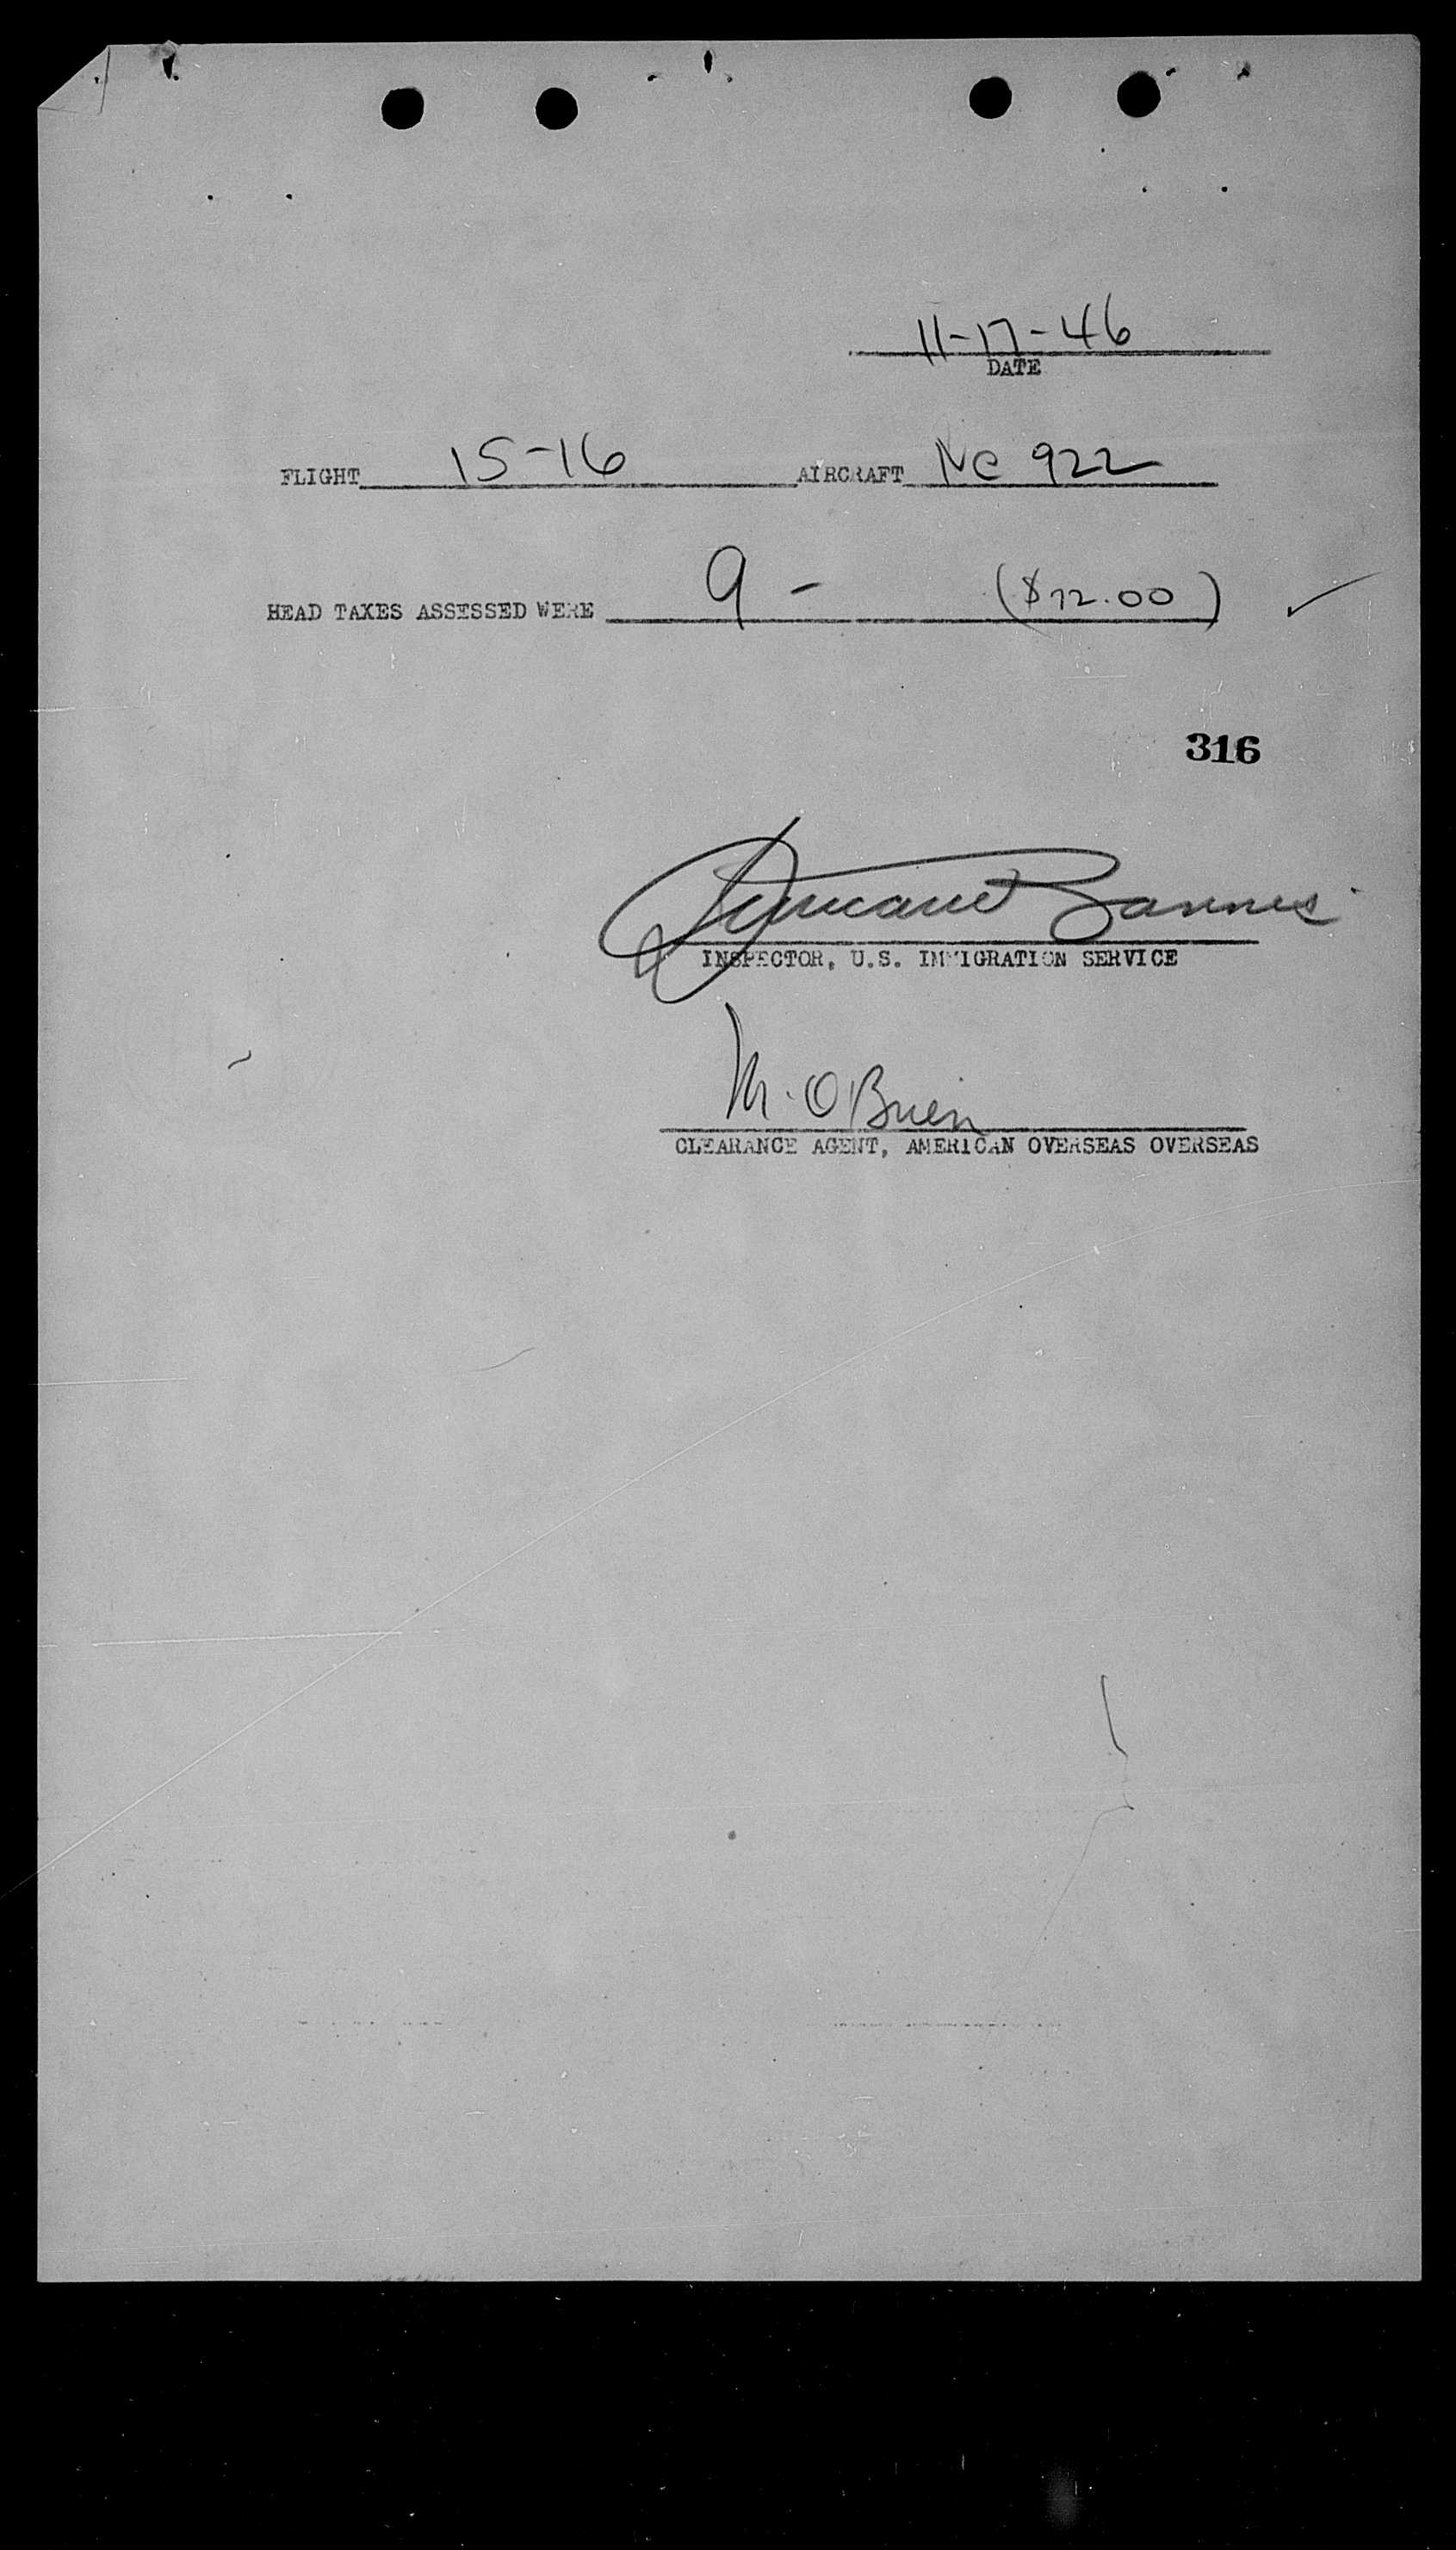 11-17-46
DATE
FLIGHT 15-16 AIRCRAFT NC 922
HEAD TAXES ASSESSED WERE 9 - ($72.00) ✓
316
INSPECTOR, U.S. IMMIGRATION SERVICE
M. O'Brien
CLEARANCE AGENT, AMERICAN OVERSEAS OVERSEAS